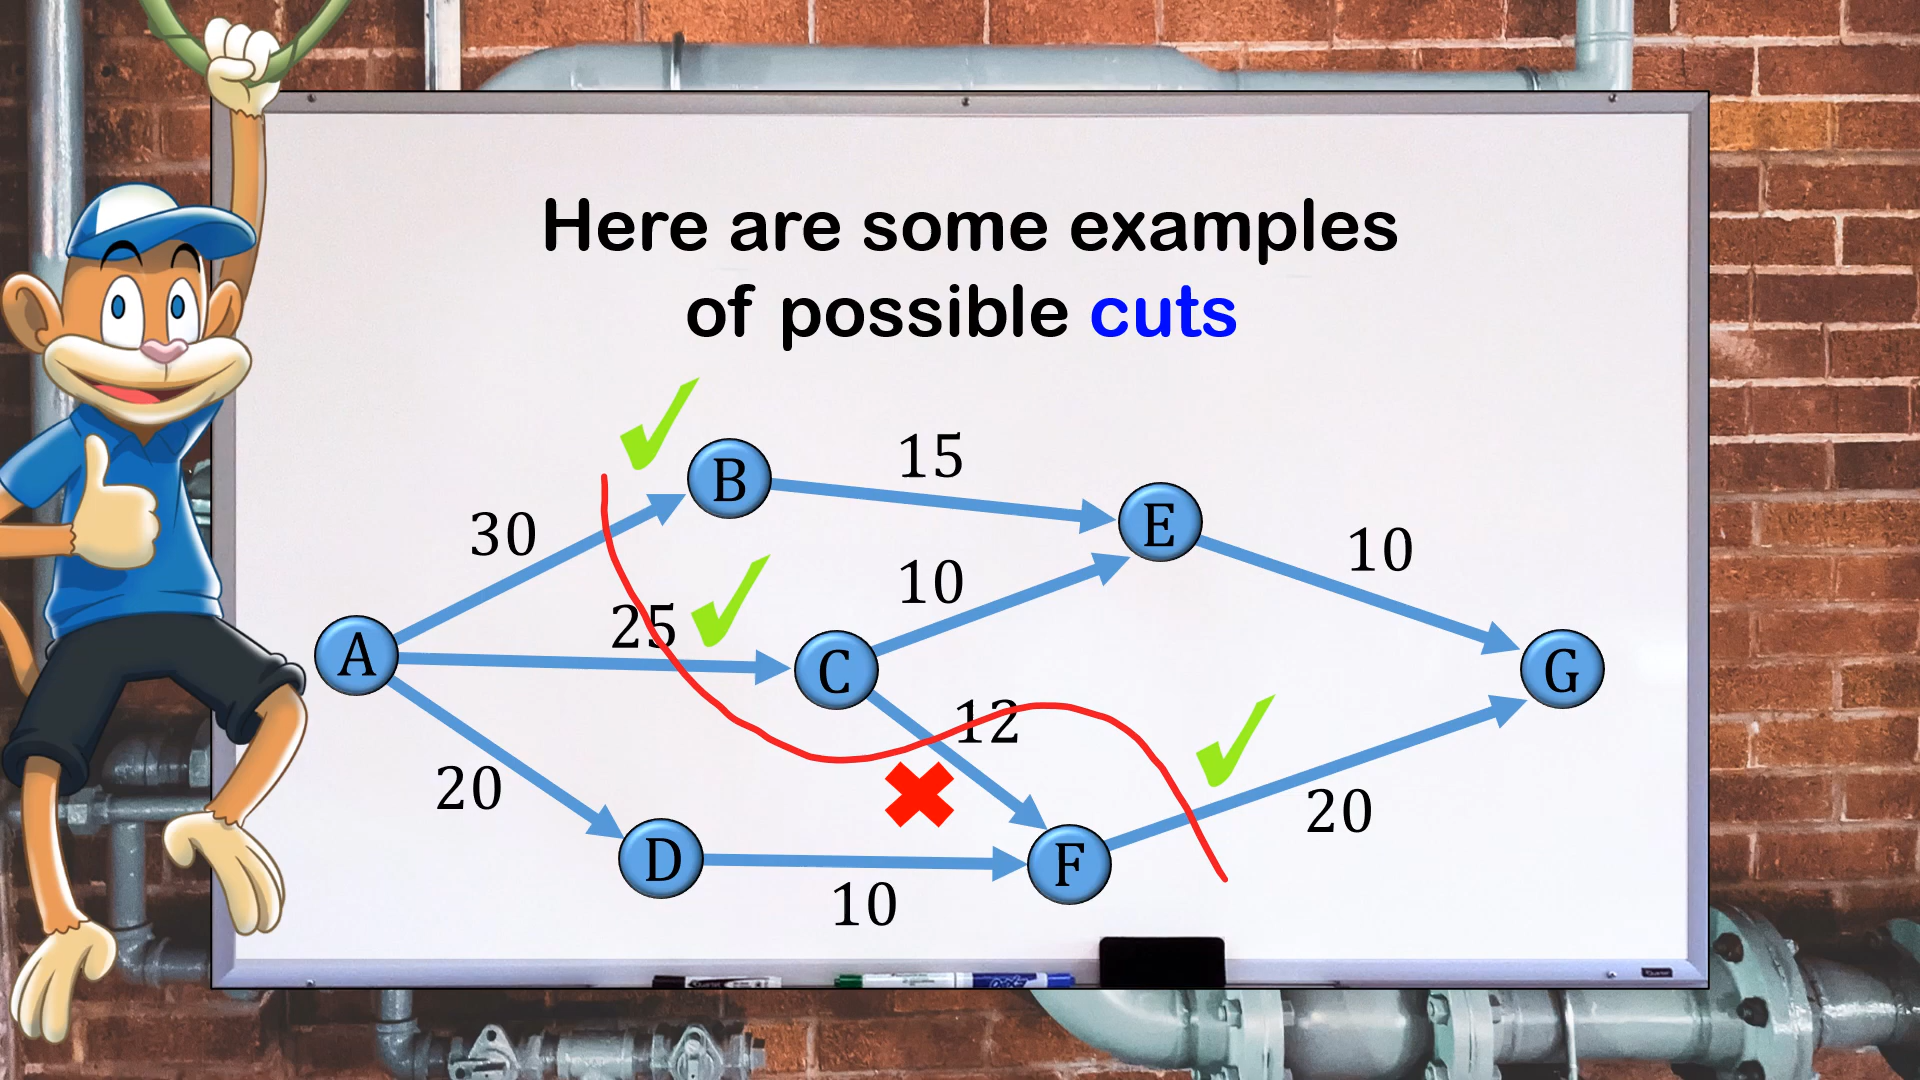 Here are some examples
of possible cuts
B
15
30
E
10
10
25
A
C
G
12
20
20
D
F
10